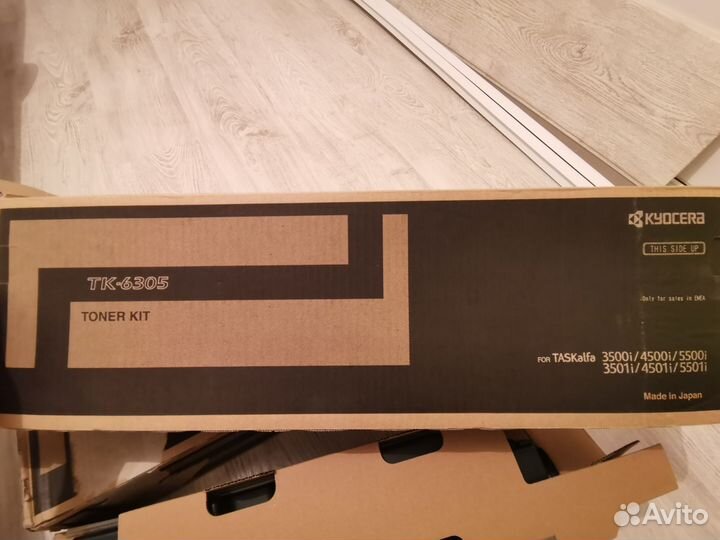 KYOCERA
THIS SIDE UP
TK-6305
TONER KIT
Only for sales in EMEA
FOR TASKalfa 3500i/4500i/5500i
3501i/4501i/5501i
Made in Japan
Avito